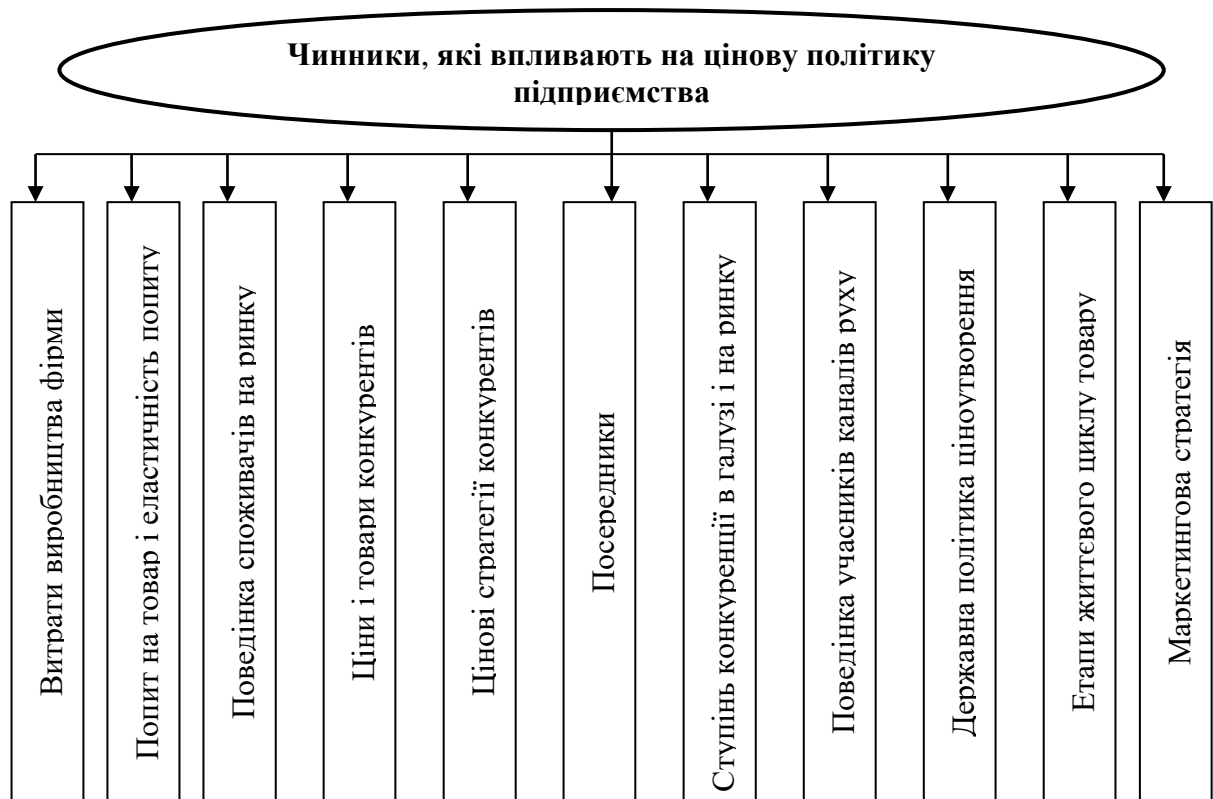 Чинники, які впливають на цінову політику
підприємства
Витрати виробництва фірми
Попит на товар і еластичність попиту
Поведінка споживачів на ринку
Ціни і товари конкурентів
Цінові стратегії конкурентів
Посередники
Ступінь конкуренції в галузі і на ринку
Поведінка учасників каналів руху
Державна політика ціноутворення
Етапи життєвого циклу товару
Маркетингова стратегія